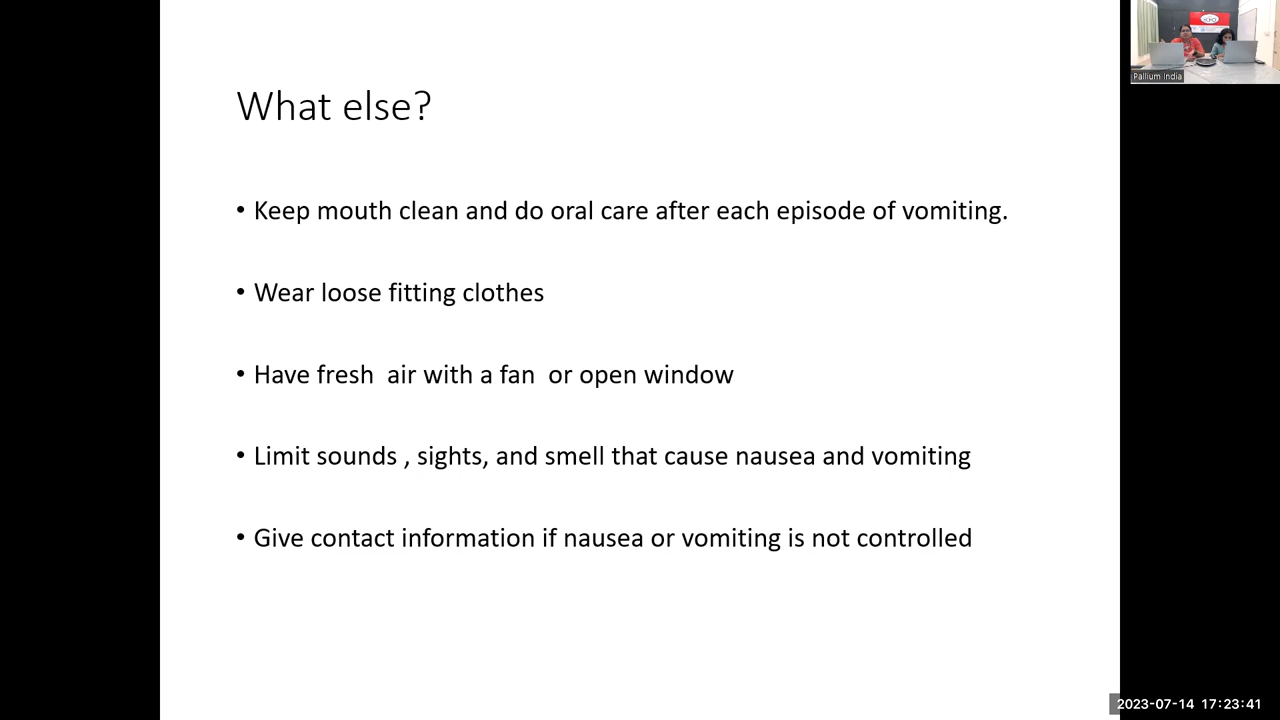 What else?
• Keep mouth clean and do oral care after each episode of vomiting.
• Wear loose fitting clothes
• Have fresh  air with a fan  or open window
• Limit sounds , sights, and smell that cause nausea and vomiting
• Give contact information if nausea or vomiting is not controlled
Pallium India
2023-07-14 17:23:41